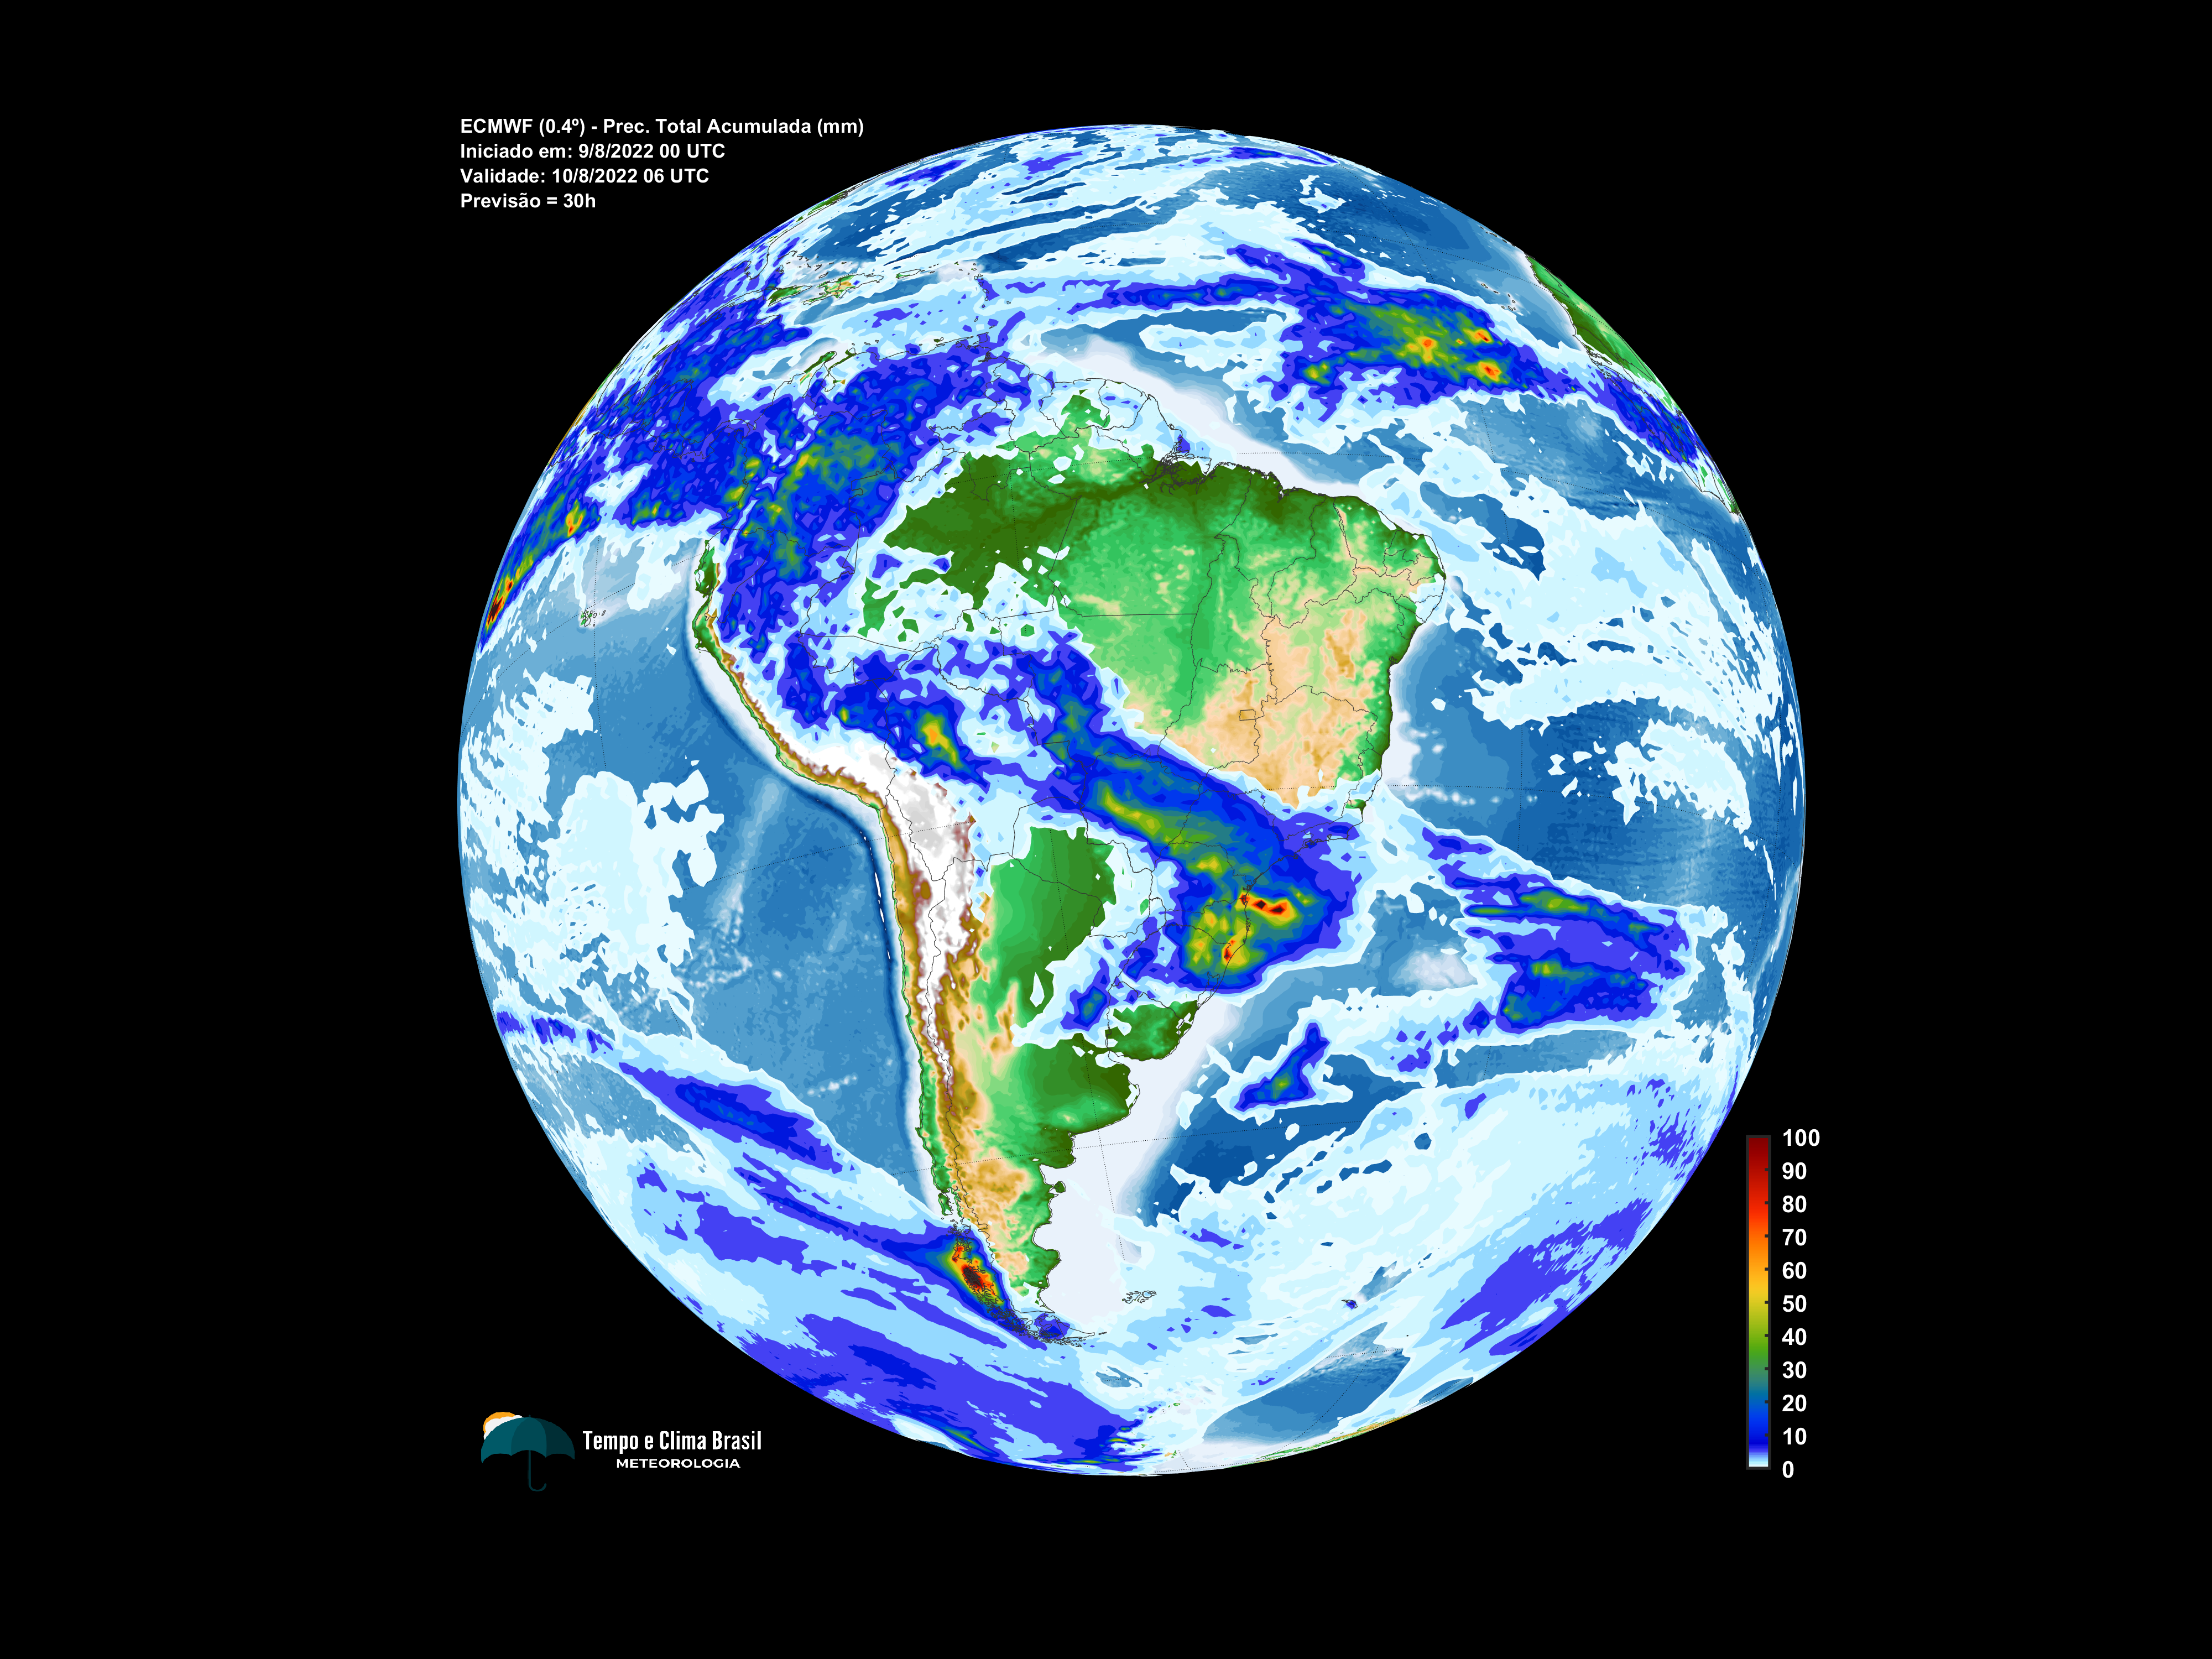 ECMWF (0.4º) - Prec. Total Acumulada (mm)
Iniciado em: 9/8/2022 00 UTC
Validade: 10/8/2022 06 UTC
Previsão = 30h
100
90
80
70
60
50
40
30
20
10
0
Tempo e Clima Brasil
METEOROLOGIA